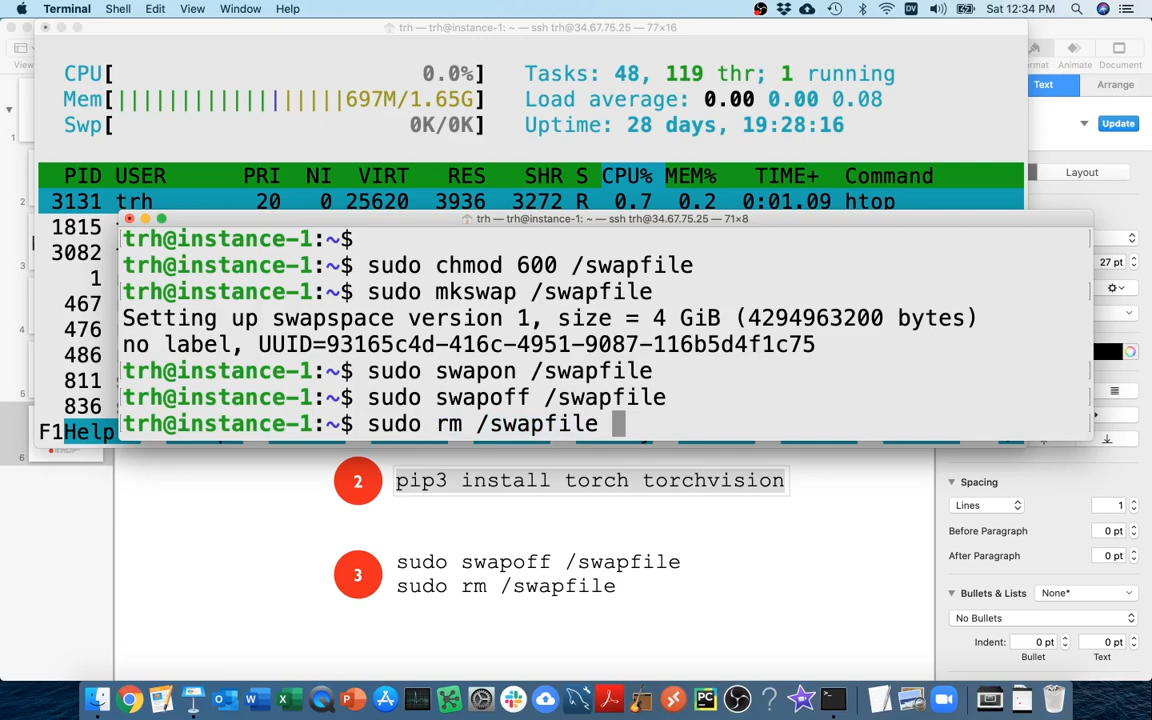 Terminal Shell Edit View Window Help
DV
Sat 12:34 PM
trh — trh@instance-1: ~ — ssh trh@34.67.75.25 — 77×16
View
Animate Document
CPU[ 0.0%] Tasks: 48, 119 thr; 1 running
Mem[||||||||||||||||||697M/1.65G] Load average: 0.00 0.00 0.08
Swp[ 0K/0K] Uptime: 28 days, 19:28:16
Text Arrange
Update
Layout
PID USER PRI NI VIRT RES SHR S CPU% MEM% TIME+ Command
3131 trh 20 0 25620 3936 3272 R 0.7 0.2 0:01.09 htop
1815
3082
1
467
476
486
811
836
F1Help
trh — trh@instance-1: ~ — ssh trh@34.67.75.25 — 71×8
trh@instance-1:~$
trh@instance-1:~$ sudo chmod 600 /swapfile
trh@instance-1:~$ sudo mkswap /swapfile
Setting up swapspace version 1, size = 4 GiB (4294963200 bytes)
no label, UUID=93165c4d-416c-4951-9087-116b5d4f1c75
trh@instance-1:~$ sudo swapon /swapfile
trh@instance-1:~$ sudo swapoff /swapfile
trh@instance-1:~$ sudo rm /swapfile
27 pt
1
2
3
4
5
6
2 pip3 install torch torchvision
3
sudo swapoff /swapfile
sudo rm /swapfile
Spacing
Lines 1
Before Paragraph 0 pt
After Paragraph 0 pt
Bullets & Lists None*
No Bullets
Indent: 0 pt 0 pt
Bullet Text
PC